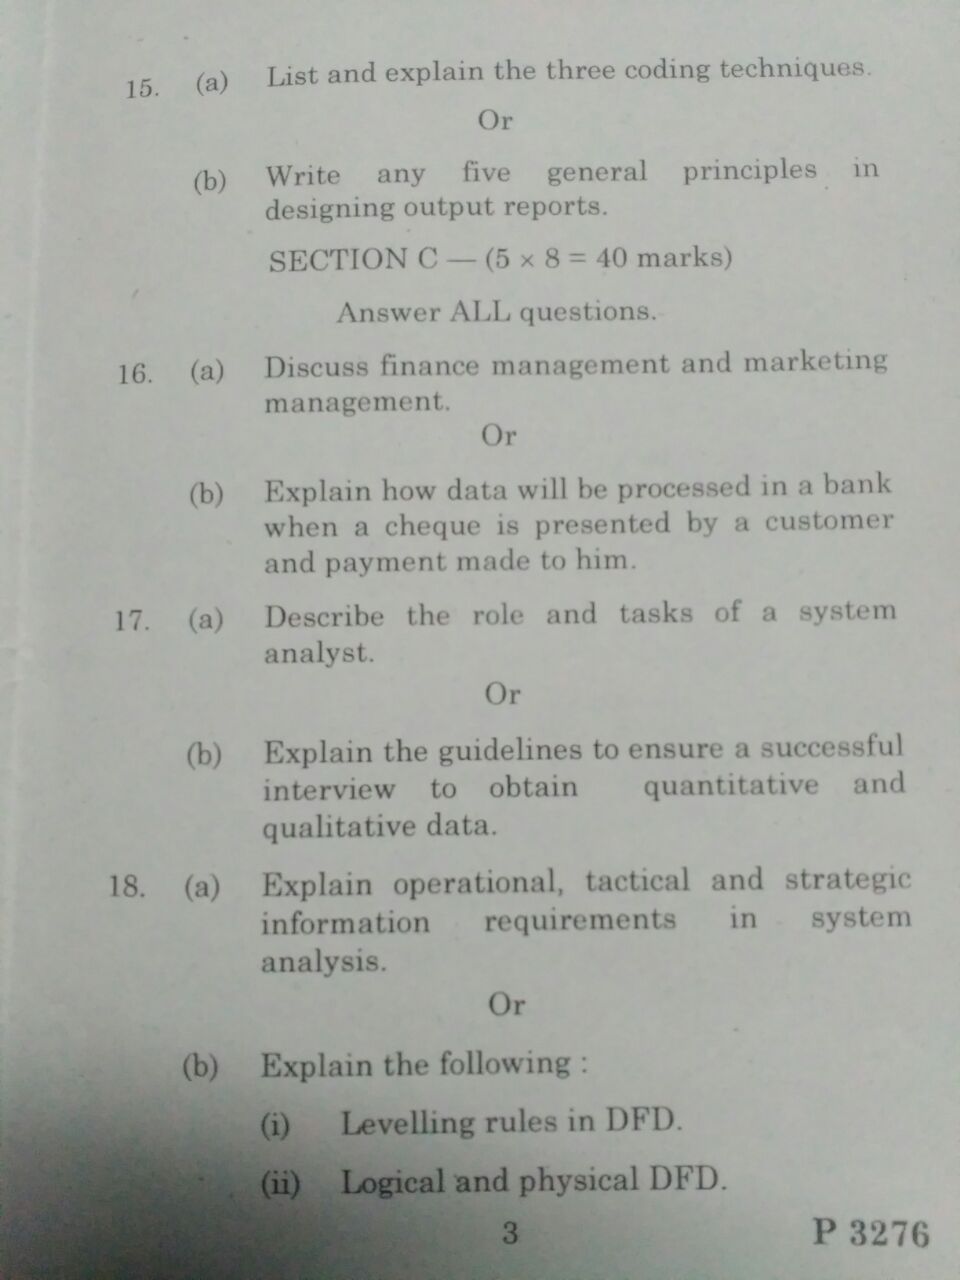 15. (a) List and explain the three coding techniques.
Or
(b) Write any five general principles in
designing output reports.
SECTION C — (5 × 8 = 40 marks)
Answer ALL questions.
16. (a) Discuss finance management and marketing
management.
Or
(b) Explain how data will be processed in a bank
when a cheque is presented by a customer
and payment made to him.
17. (a) Describe the role and tasks of a system
analyst.
Or
(b) Explain the guidelines to ensure a successful
interview to obtain quantitative and
qualitative data.
18. (a) Explain operational, tactical and strategic
information requirements in system
analysis.
Or
(b) Explain the following :
(i) Levelling rules in DFD.
(ii) Logical and physical DFD.
3 P 3276